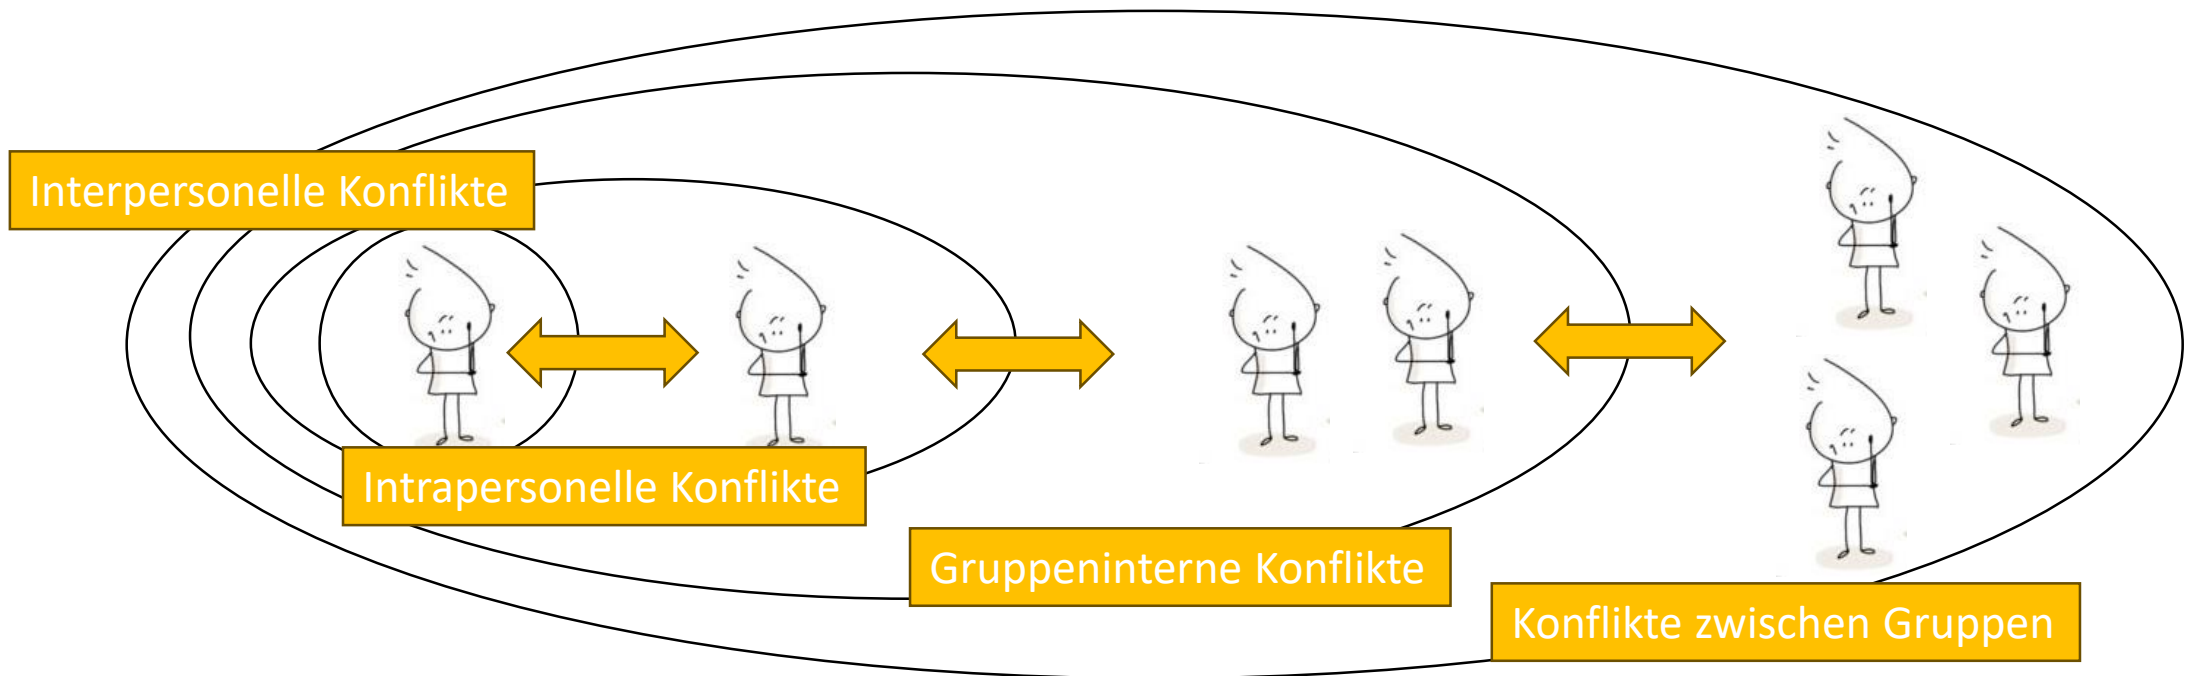 Interpersonelle Konflikte
Intrapersonelle Konflikte
Gruppeninterne Konflikte
Konflikte zwischen Gruppen